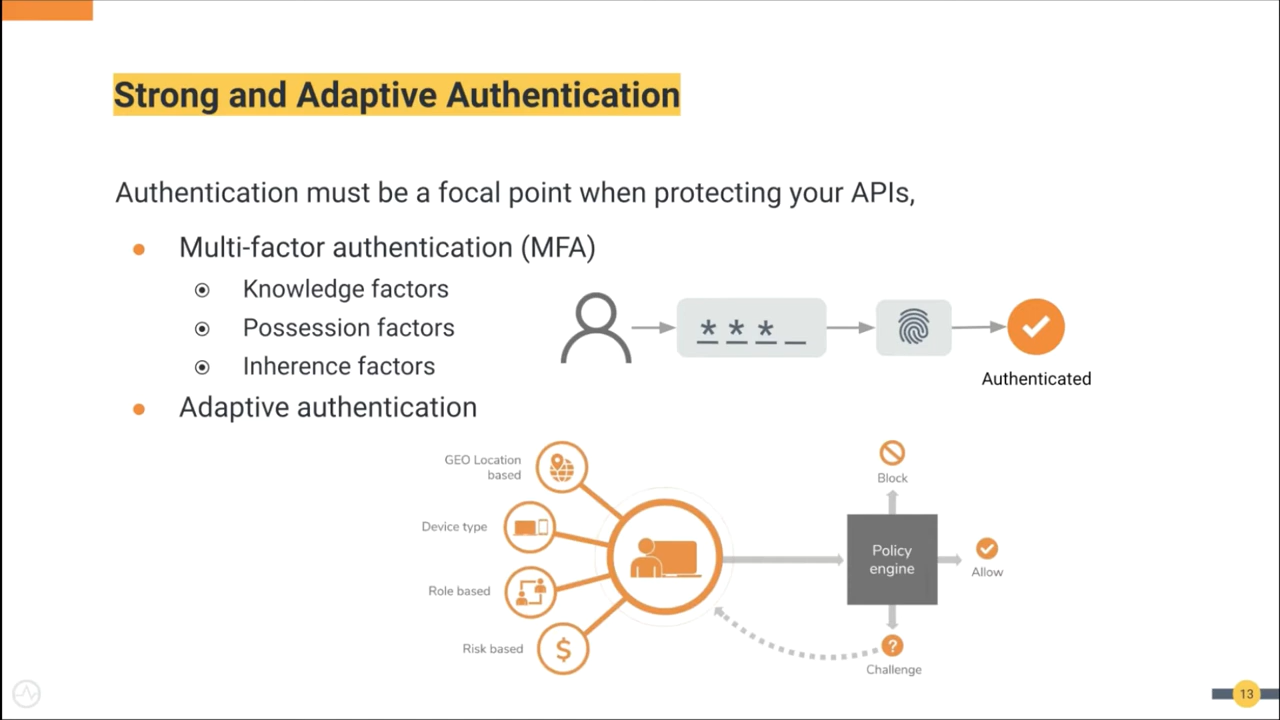 Strong and Adaptive Authentication
Authentication must be a focal point when protecting your APIs,
Multi-factor authentication (MFA)
Knowledge factors
Possession factors
Inherence factors
* * * _
Authenticated
Adaptive authentication
GEO Location
based
Device type
Role based
Risk based
$
Block
Policy
engine
Allow
?
Challenge
13